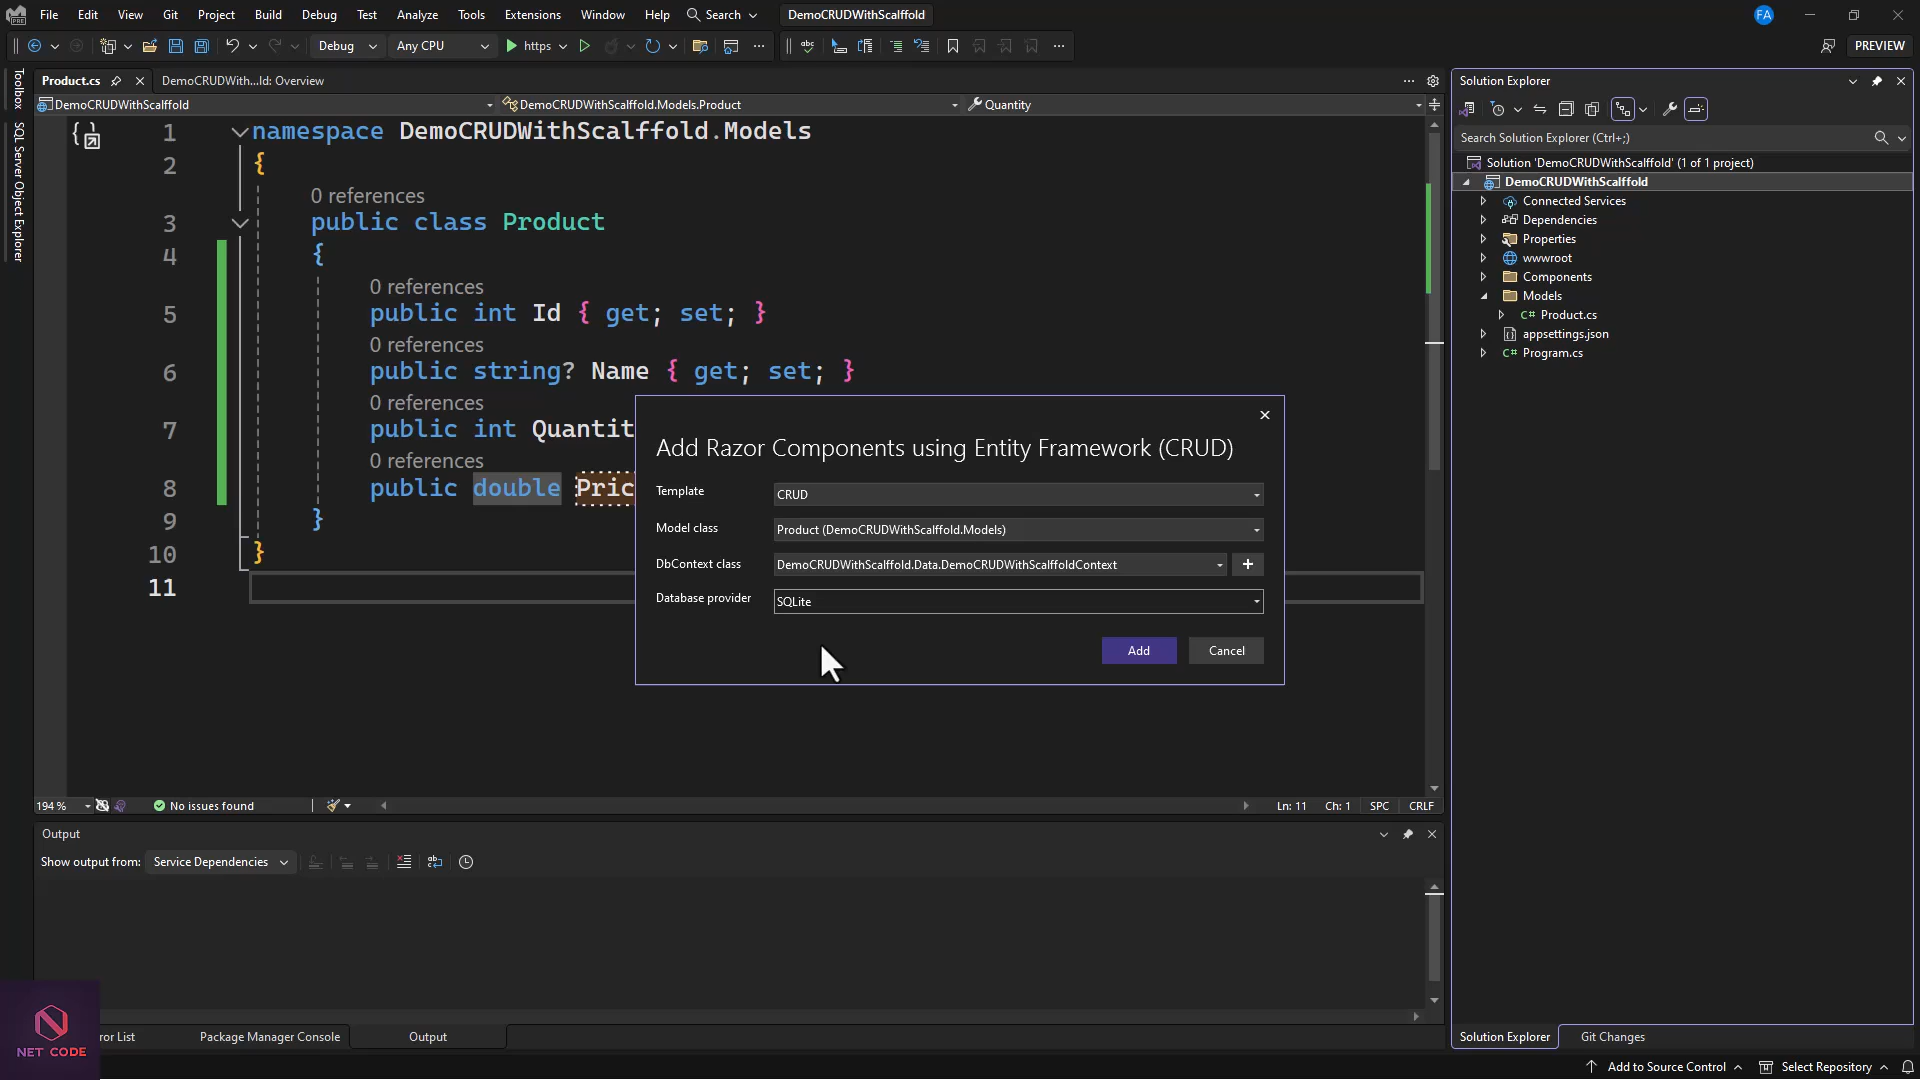 File Edit View Git Project Build Debug Test Analyze Tools Extensions Window Help Search DemoCRUDWithScalffold FA
Debug Any CPU https PREVIEW
Product.cs DemoCRUDWith...ld: Overview
DemoCRUDWithScalffold DemoCRUDWithScalffold.Models.Product Quantity
Toolbox
SQL Server Object Explorer
1 namespace DemoCRUDWithScalffold.Models
2 {
0 references
3 public class Product
4 {
0 references
5 public int Id { get; set; }
0 references
6 public string? Name { get; set; }
0 references
7 public int Quantit
0 references
8 public double Pric
9 }
10 }
11
Add Razor Components using Entity Framework (CRUD)
Template CRUD
Model class Product (DemoCRUDWithScalffold.Models)
DbContext class DemoCRUDWithScalffold.Data.DemoCRUDWithScalffoldContext
Database provider SQLite
Add Cancel
194 % No issues found Ln: 11 Ch: 1 SPC CRLF
Output
Show output from: Service Dependencies
ror List Package Manager Console Output
NET CODE
Solution Explorer
Search Solution Explorer (Ctrl+;)
Solution 'DemoCRUDWithScalffold' (1 of 1 project)
DemoCRUDWithScalffold
Connected Services
Dependencies
Properties
wwwroot
Components
Models
C# Product.cs
appsettings.json
C# Program.cs
Solution Explorer Git Changes
Add to Source Control Select Repository